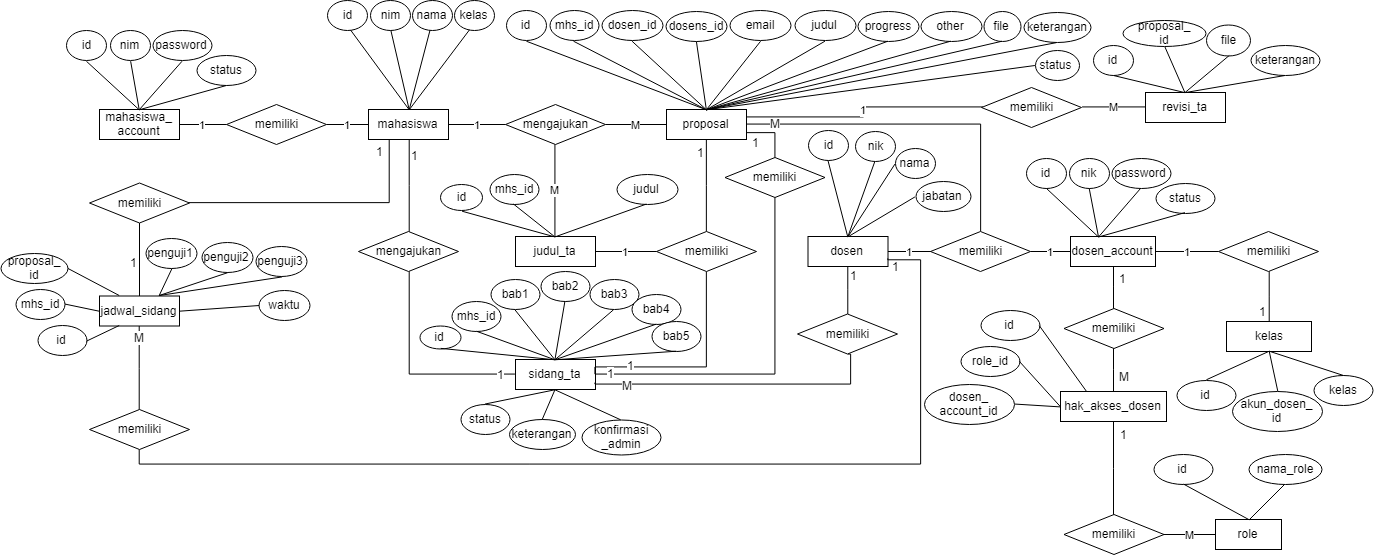 id
nim
nama
kelas
id
mhs_id
dosen_id
dosens_id
email
judul
progress
other
file
keterangan
status
proposal_
id
file
id
keterangan
id
nim
password
status
mahasiswa_
account
1
memiliki
1
mahasiswa
1
mengajukan
M
proposal
1
M
memiliki
M
revisi_ta
1
1
1
1
memiliki
id
nik
nama
jabatan
id
nik
password
status
memiliki
id
mhs_id
judul
M
mengajukan
judul_ta
1
memiliki
dosen
1
1
memiliki
1
dosen_account
1
memiliki
1
proposal_
id
penguji1
penguji2
penguji3
mhs_id
waktu
id
jadwal_sidang
M
id
mhs_id
bab1
bab2
bab3
bab4
bab5
1
memiliki
1
memiliki
1
kelas
1
sidang_ta
1
1
M
id
role_id
dosen_
account_id
M
hak_akses_dosen
1
id
akun_dosen_
id
kelas
status
keterangan
konfirmasi
_admin
memiliki
id
nama_role
memiliki
M
role